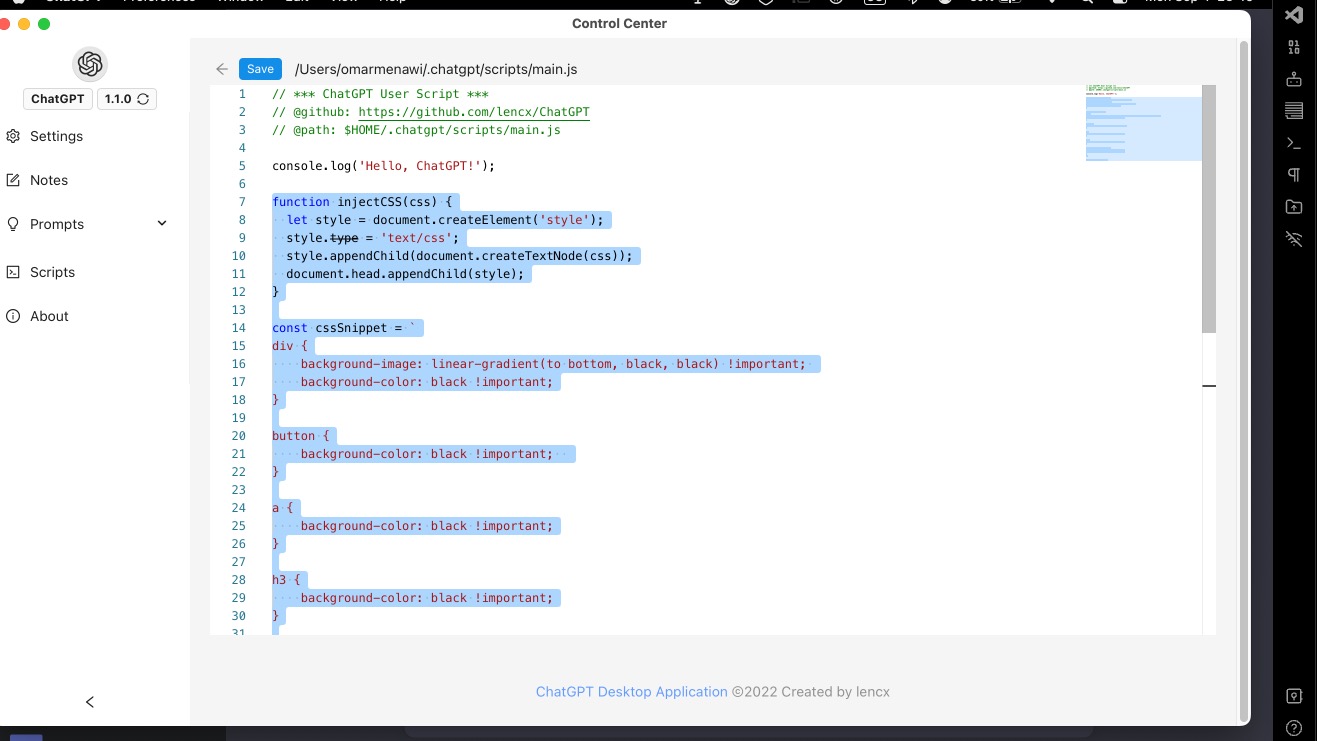 Control Center
ChatGPT 1.1.0
Settings
Notes
Prompts
Scripts
About
Save /Users/omarmenawi/.chatgpt/scripts/main.js
1 // *** ChatGPT User Script ***
2 // @github: https://github.com/lencx/ChatGPT
3 // @path: $HOME/.chatgpt/scripts/main.js
4
5 console.log('Hello, ChatGPT!');
6
7 function injectCSS(css) {
8 let style = document.createElement('style');
9 style.type = 'text/css';
10 style.appendChild(document.createTextNode(css));
11 document.head.appendChild(style);
12 }
13
14 const cssSnippet = `
15 div {
16 background-image: linear-gradient(to bottom, black, black) !important;
17 background-color: black !important;
18 }
19
20 button {
21 background-color: black !important;
22 }
23
24 a {
25 background-color: black !important;
26 }
27
28 h3 {
29 background-color: black !important;
30 }
31
ChatGPT Desktop Application ©2022 Created by lencx